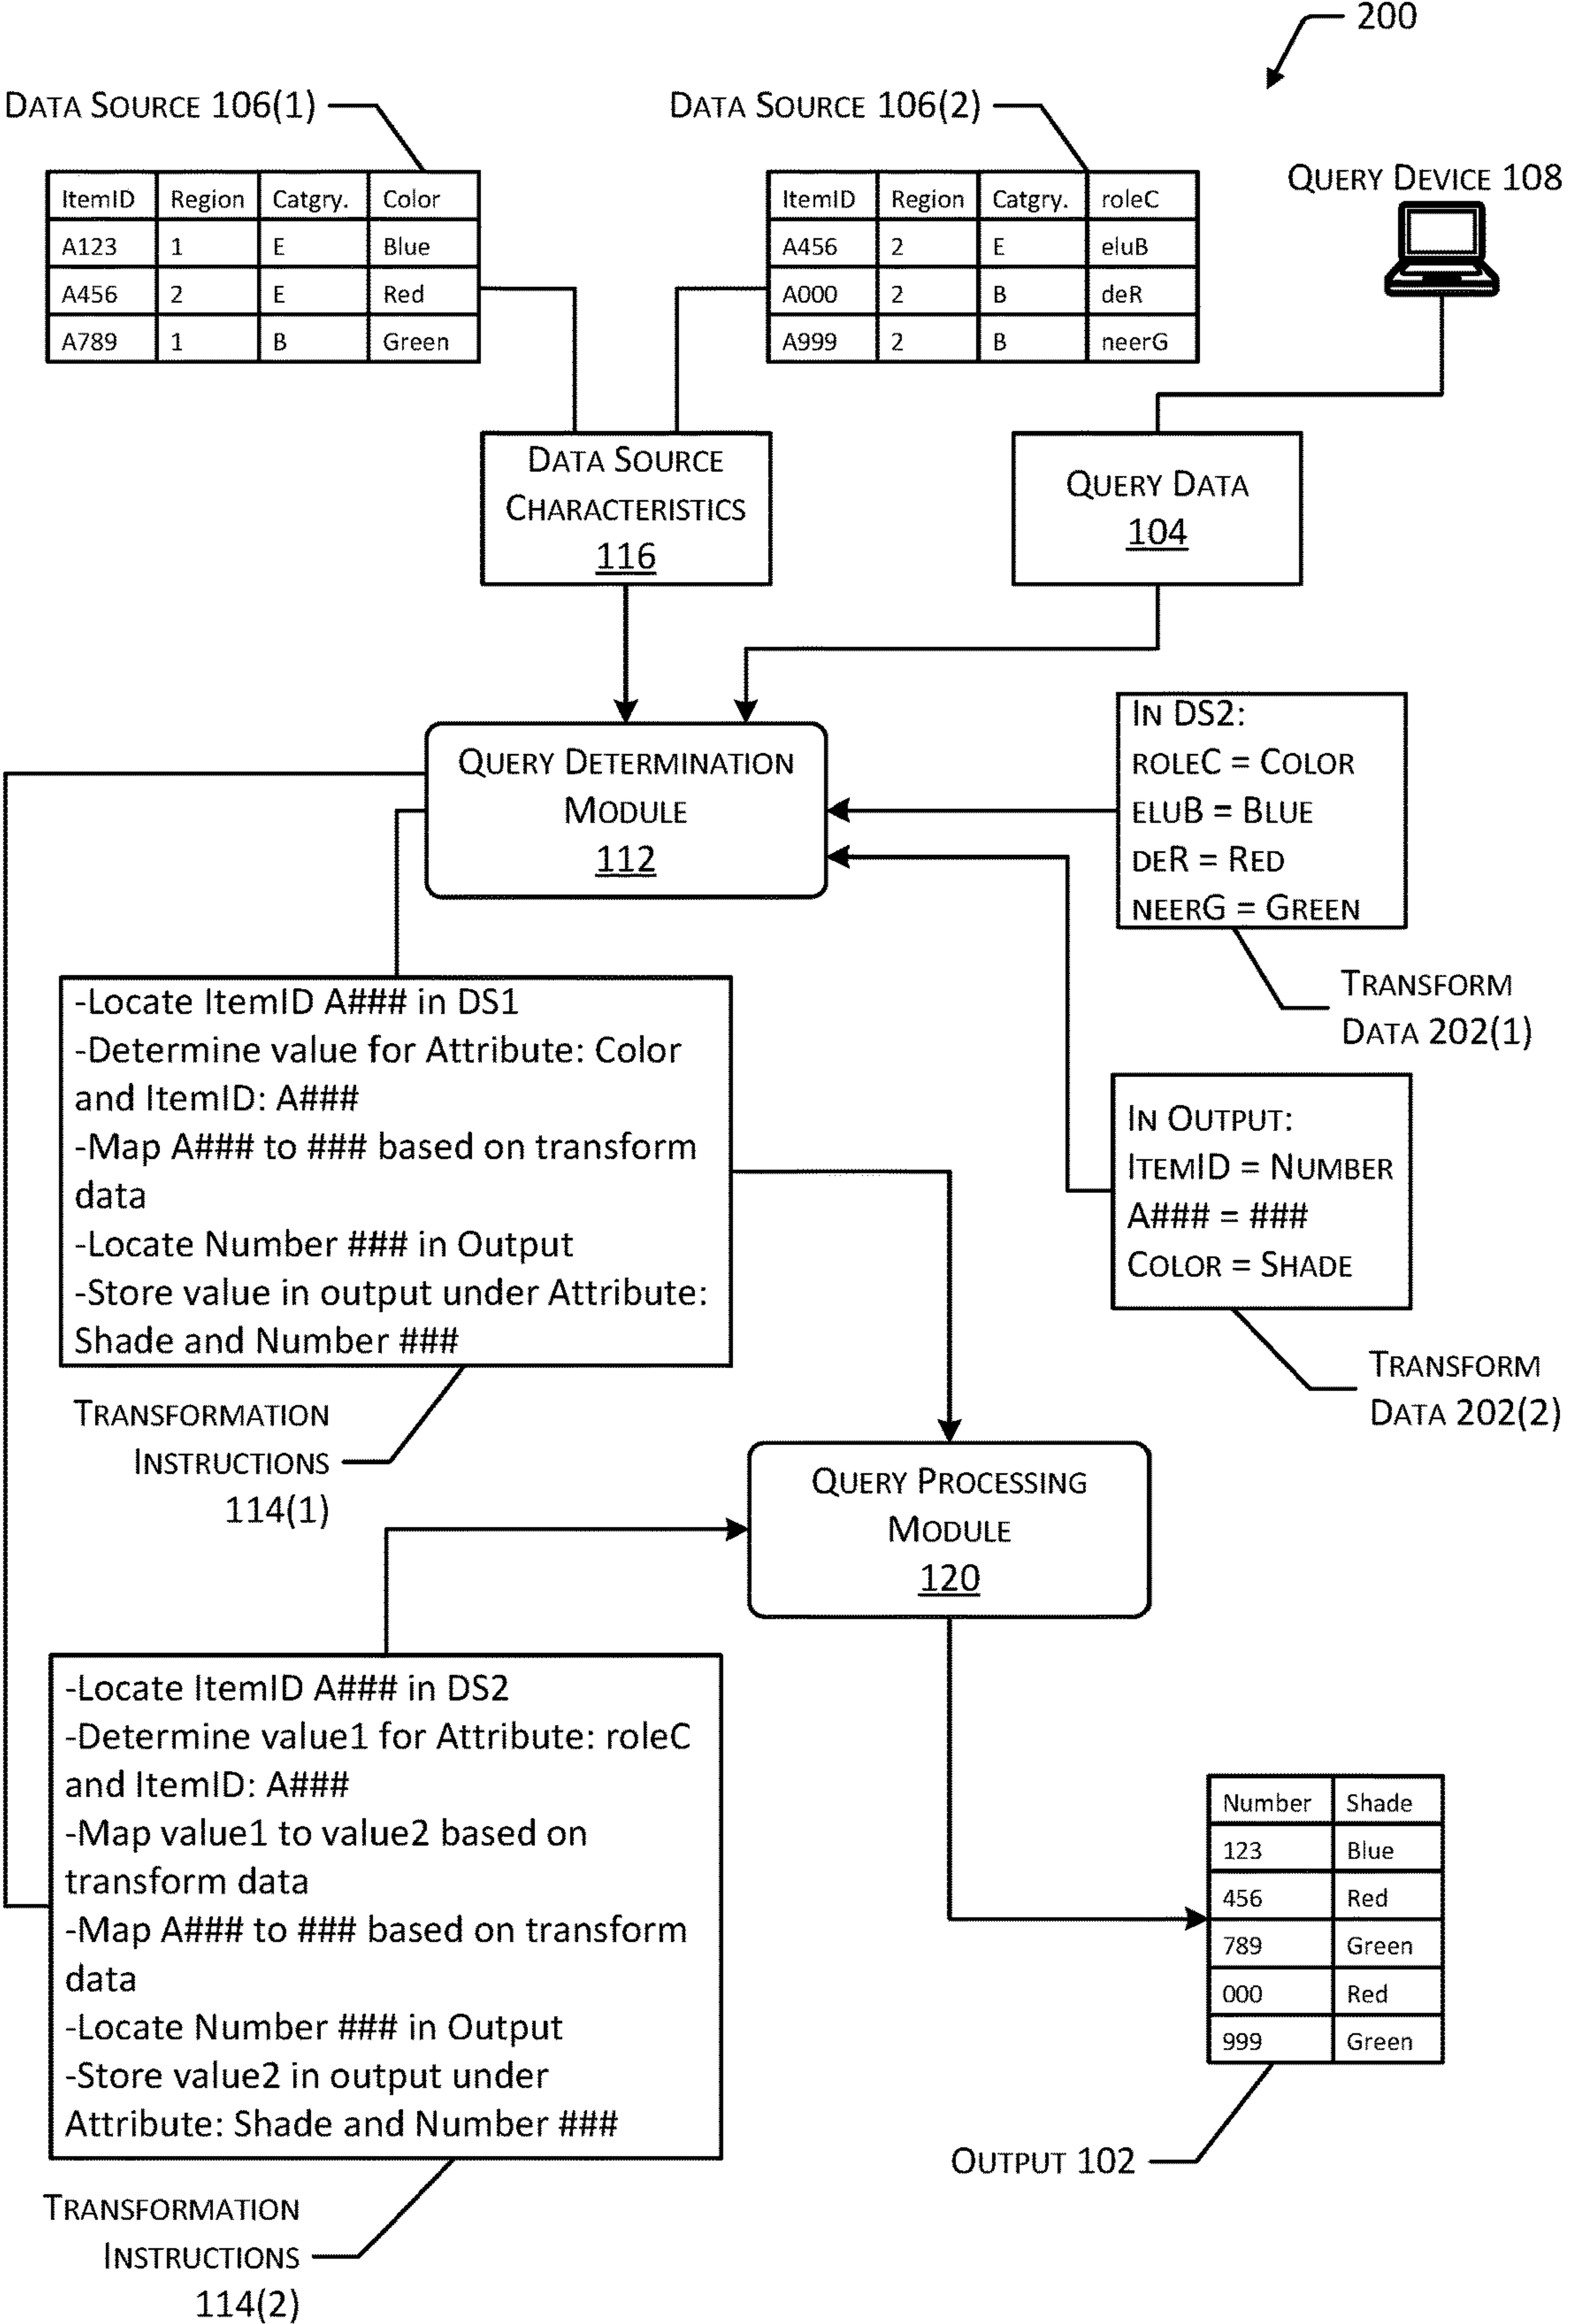 200
DATA SOURCE 106(1)
DATA SOURCE 106(2)
ItemID Region Catgry. Color
A123 1 E Blue
A456 2 E Red
A789 1 B Green
ItemID Region Catgry. roleC
A456 2 E eluB
A000 2 B deR
A999 2 B neerG
QUERY DEVICE 108
DATA SOURCE
CHARACTERISTICS
116
QUERY DATA
104
QUERY DETERMINATION
MODULE
112
IN DS2:
ROLEC = COLOR
ELUB = BLUE
DER = RED
NEERG = GREEN
TRANSFORM
DATA 202(1)
-Locate ItemID A### in DS1
-Determine value for Attribute: Color
and ItemID: A###
-Map A### to ### based on transform
data
-Locate Number ### in Output
-Store value in output under Attribute:
Shade and Number ###
TRANSFORMATION
INSTRUCTIONS
114(1)
IN OUTPUT:
ITEMID = NUMBER
A### = ###
COLOR = SHADE
TRANSFORM
DATA 202(2)
QUERY PROCESSING
MODULE
120
-Locate ItemID A### in DS2
-Determine value1 for Attribute: roleC
and ItemID: A###
-Map value1 to value2 based on
transform data
-Map A### to ### based on transform
data
-Locate Number ### in Output
-Store value2 in output under
Attribute: Shade and Number ###
TRANSFORMATION
INSTRUCTIONS
114(2)
Number Shade
123 Blue
456 Red
789 Green
000 Red
999 Green
OUTPUT 102